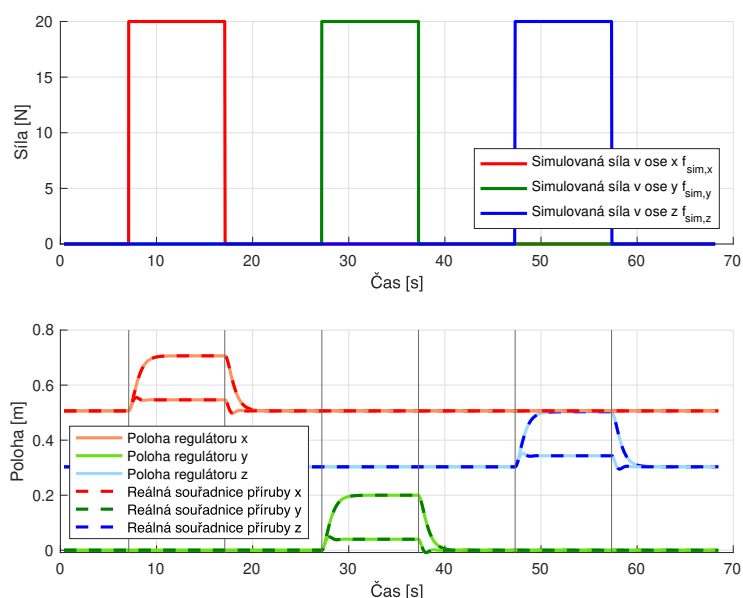 20
15
10
5
0
Síla [N]
Simulovaná síla v ose x f_sim,x
Simulovaná síla v ose y f_sim,y
Simulovaná síla v ose z f_sim,z
0 10 20 30 40 50 60 70
Čas [s]
0.8
0.6
0.4
0.2
0
Poloha [m]
Poloha regulátoru x
Poloha regulátoru y
Poloha regulátoru z
Reálná souřadnice příruby x
Reálná souřadnice příruby y
Reálná souřadnice příruby z
0 10 20 30 40 50 60 70
Čas [s]